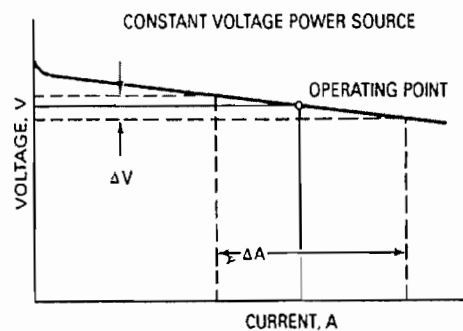 CONSTANT VOLTAGE POWER SOURCE
OPERATING POINT
VOLTAGE, V
ΔV
ΔA
CURRENT, A